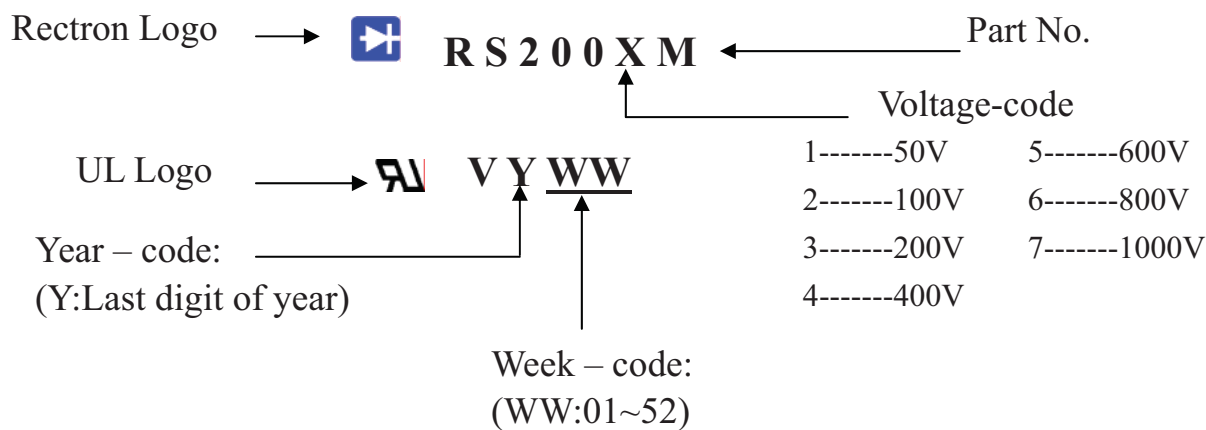 Rectron Logo
RS200XM
Part No.
Voltage-code
1-------50V 5-------600V
2-------100V 6-------800V
3-------200V 7-------1000V
4-------400V
UL Logo
RU V Y WW
Year – code:
(Y:Last digit of year)
Week – code:
(WW:01~52)